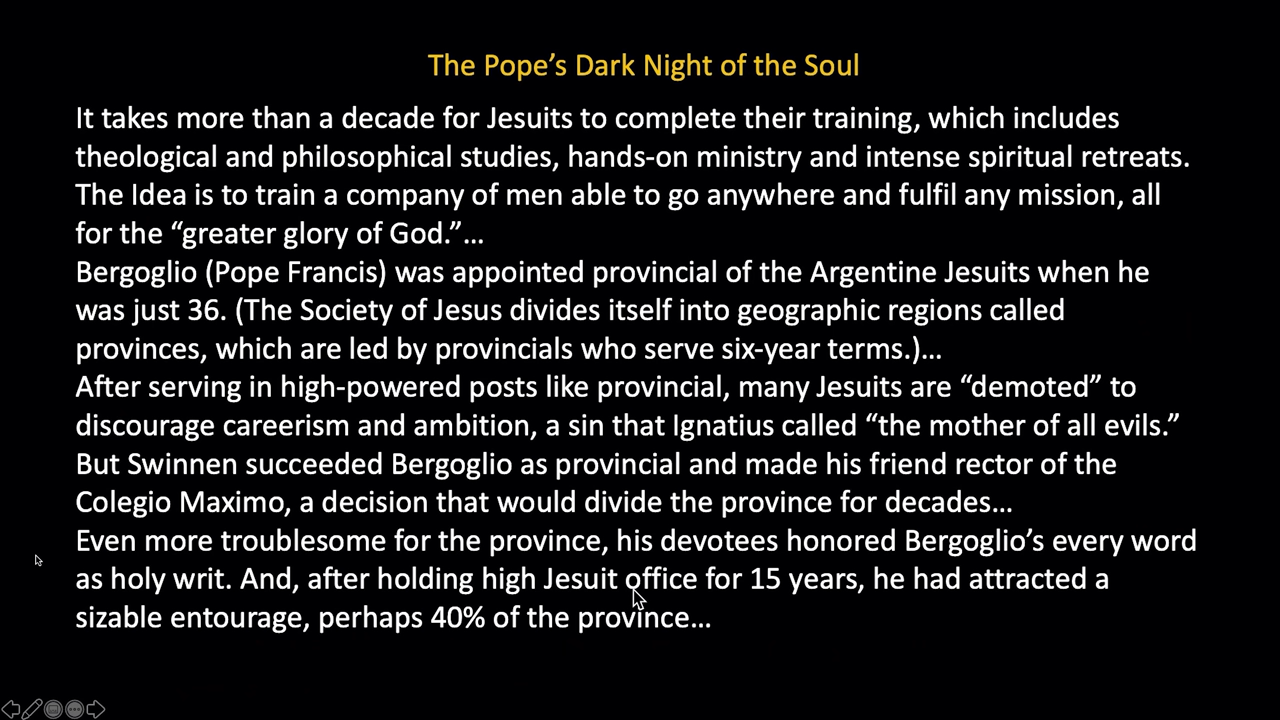 The Pope’s Dark Night of the Soul
It takes more than a decade for Jesuits to complete their training, which includes
theological and philosophical studies, hands-on ministry and intense spiritual retreats.
The Idea is to train a company of men able to go anywhere and fulfil any mission, all
for the “greater glory of God.”…
Bergoglio (Pope Francis) was appointed provincial of the Argentine Jesuits when he
was just 36. (The Society of Jesus divides itself into geographic regions called
provinces, which are led by provincials who serve six-year terms.)…
After serving in high-powered posts like provincial, many Jesuits are “demoted” to
discourage careerism and ambition, a sin that Ignatius called “the mother of all evils.”
But Swinnen succeeded Bergoglio as provincial and made his friend rector of the
Colegio Maximo, a decision that would divide the province for decades…
Even more troublesome for the province, his devotees honored Bergoglio’s every word
as holy writ. And, after holding high Jesuit office for 15 years, he had attracted a
sizable entourage, perhaps 40% of the province…